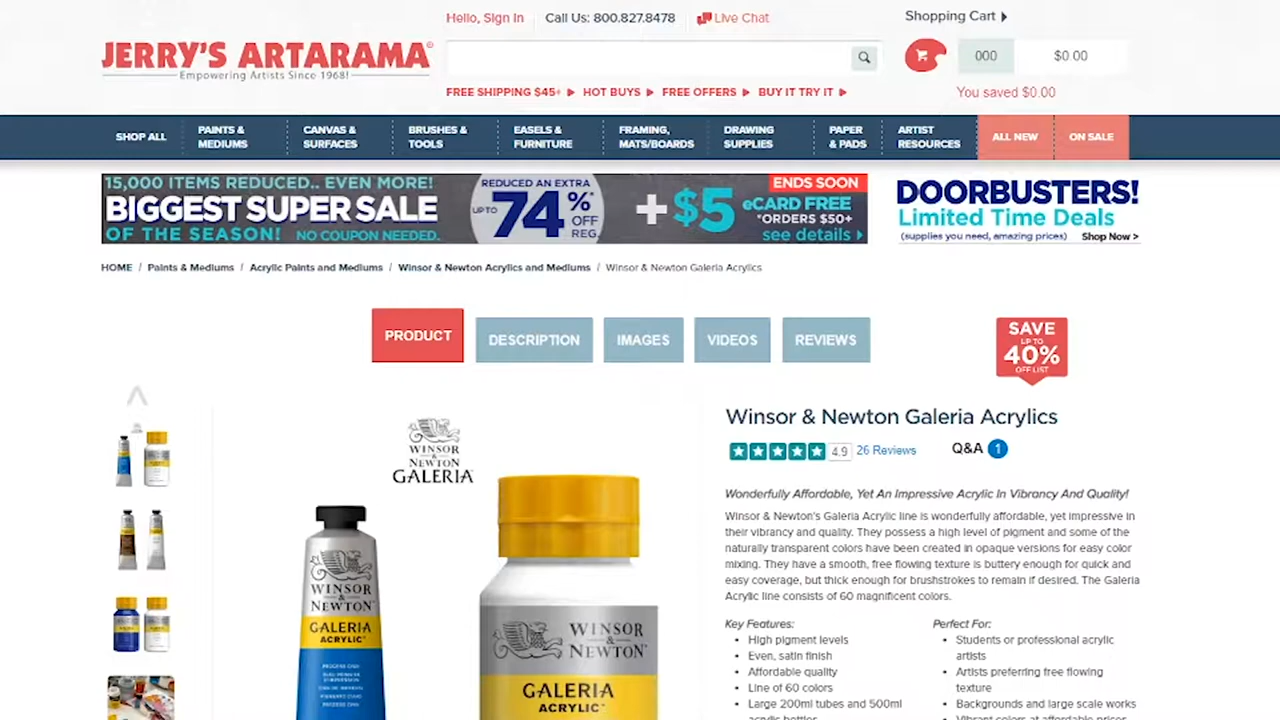 Hello, Sign In
Call Us: 800.827.8478
Live Chat
Shopping Cart
JERRY'S ARTARAMA®
Empowering Artists Since 1968!
000
$0.00
FREE SHIPPING $45+
HOT BUYS
FREE OFFERS
BUY IT TRY IT
You saved $0.00
SHOP ALL
PAINTS &
MEDIUMS
CANVAS &
SURFACES
BRUSHES &
TOOLS
EASELS &
FURNITURE
FRAMING,
MATS/BOARDS
DRAWING
SUPPLIES
PAPER
& PADS
ARTIST
RESOURCES
ALL NEW
ON SALE
15,000 ITEMS REDUCED.. EVEN MORE!
BIGGEST SUPER SALE
OF THE SEASON! NO COUPON NEEDED.
REDUCED AN EXTRA
UP TO 74%* OFF REG.
+ $5 eCARD FREE
*ORDERS $50+
see details
ENDS SOON
DOORBUSTERS!
Limited Time Deals
(supplies you need, amazing prices) Shop Now >
HOME / Paints & Mediums / Acrylic Paints and Mediums / Winsor & Newton Acrylics and Mediums / Winsor & Newton Galeria Acrylics
PRODUCT
DESCRIPTION
IMAGES
VIDEOS
REVIEWS
SAVE
UP TO
40%
OFF LIST
WINSOR
&
NEWTON
GALERIA
WINSOR
&
NEWTON™
GALERIA
ACRYLIC™
WINSOR
&
NEWTON™
GALERIA
ACRYLIC™
Winsor & Newton Galeria Acrylics
4.9 26 Reviews
Q&A 1
Wonderfully Affordable, Yet An Impressive Acrylic In Vibrancy And Quality!
Winsor & Newton's Galeria Acrylic line is wonderfully affordable, yet impressive in
their vibrancy and quality. They possess a high level of pigment and some of the
naturally transparent colors have been created in opaque versions for easy color
mixing. They have a smooth, free flowing texture is buttery enough for quick and
easy coverage, but thick enough for brushstrokes to remain if desired. The Galeria
Acrylic line consists of 60 magnificent colors.
Key Features:
High pigment levels
Even, satin finish
Affordable quality
Line of 60 colors
Large 200ml tubes and 500ml
acrylic bottles
Perfect For:
Students or professional acrylic
artists
Artists preferring free flowing
texture
Backgrounds and large scale works
Vibrant colors at affordable prices